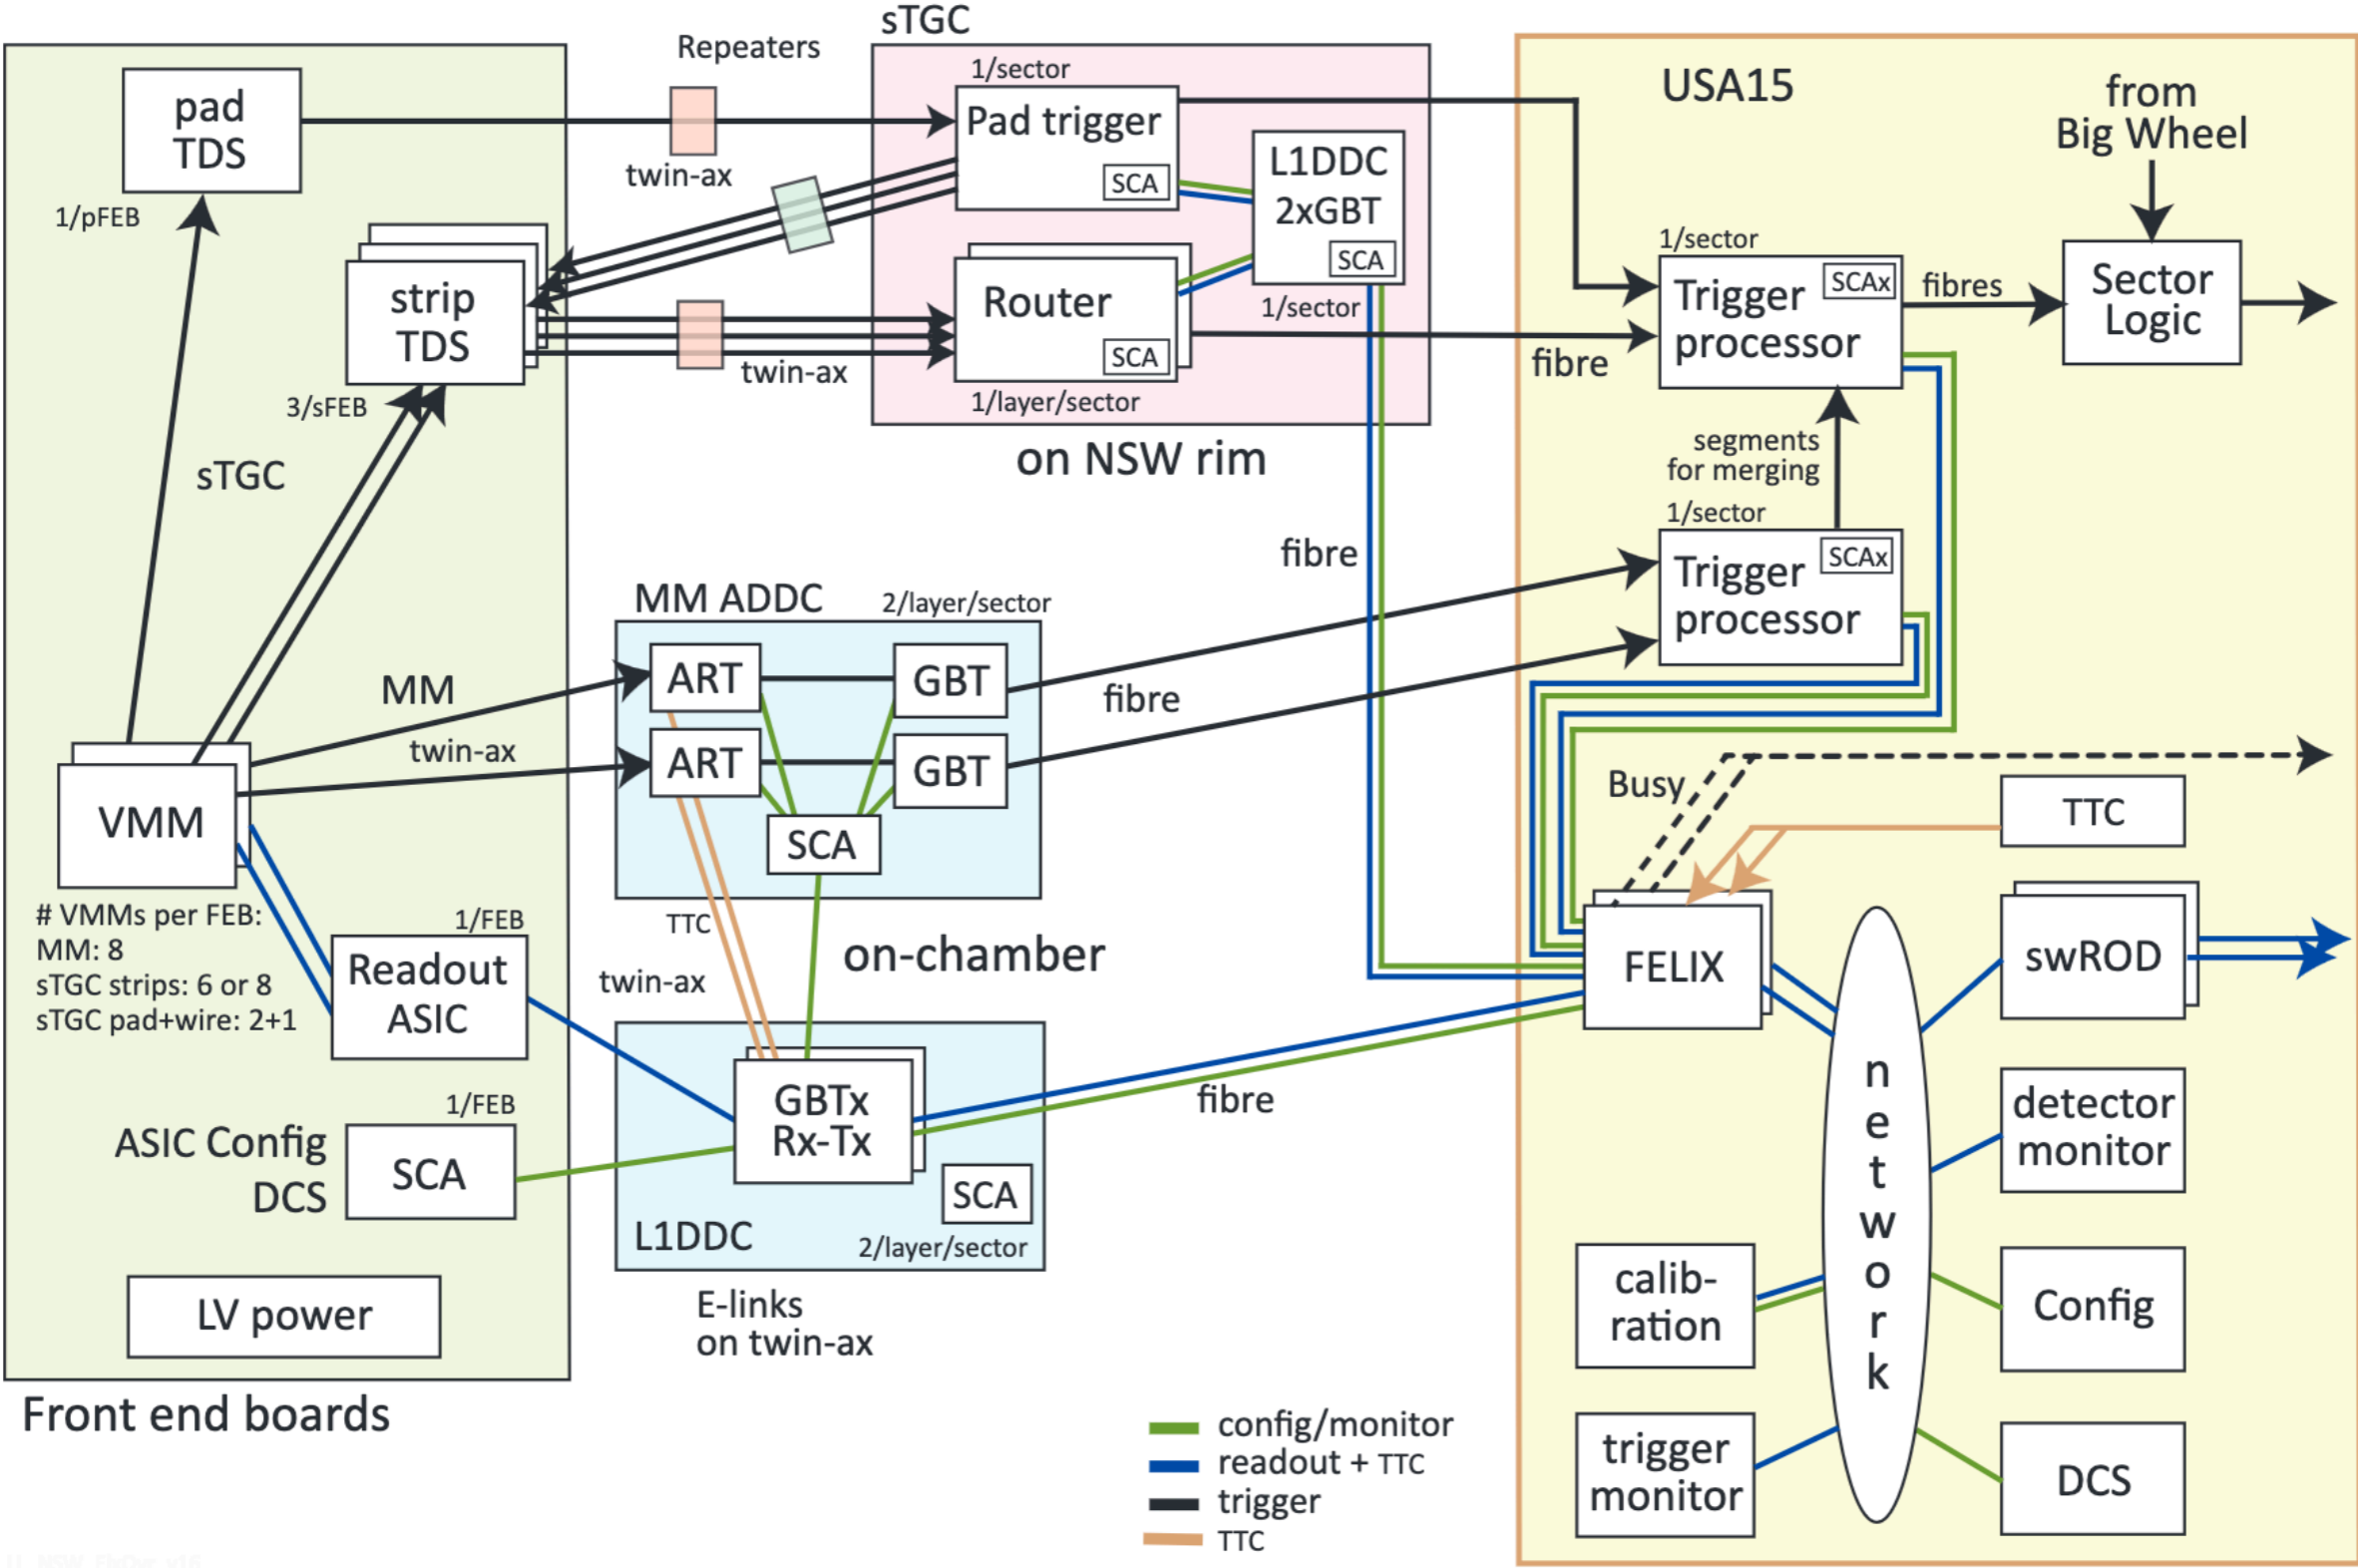 sTGC
Repeaters
pad
TDS
1/pFEB
twin-ax
strip
TDS
3/sFEB
twin-ax
sTGC
1/sector
Pad trigger
SCA
L1DDC
2xGBT
SCA
1/sector
Router
SCA
1/layer/sector
on NSW rim
USA15
from
Big Wheel
1/sector
Trigger
processor
SCAx
fibres
Sector
Logic
fibre
segments
for merging
1/sector
Trigger
processor
SCAx
fibre
MM ADDC
2/layer/sector
MM
twin-ax
ART
GBT
ART
GBT
SCA
fibre
TTC
twin-ax
on-chamber
VMM
# VMMs per FEB:
MM: 8
sTGC strips: 6 or 8
sTGC pad+wire: 2+1
1/FEB
Readout
ASIC
1/FEB
ASIC Config
DCS
SCA
LV power
Front end boards
GBTx
Rx-Tx
SCA
L1DDC
2/layer/sector
E-links
on twin-ax
fibre
Busy
TTC
FELIX
swROD
network
detector
monitor
calib-
ration
Config
trigger
monitor
DCS
config/monitor
readout + TTC
trigger
TTC